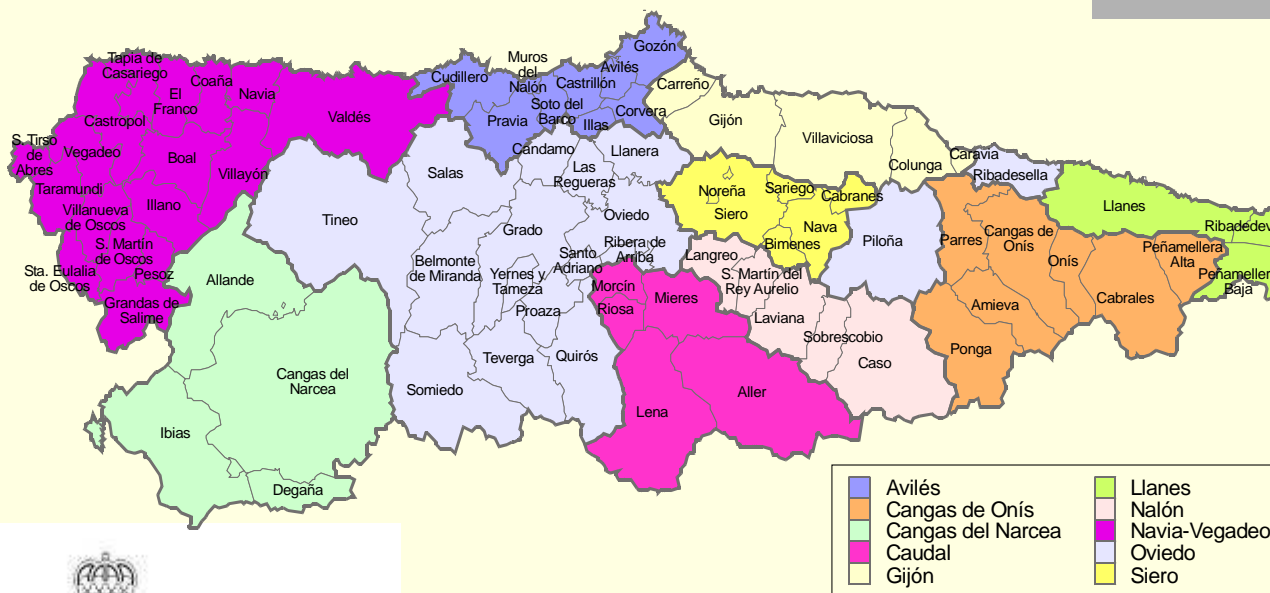 Tapia de
Casariego
El
Franco
Coaña
Navia
Castropol
Valdés
S. Tirso
de
Abres
Vegadeo
Boal
Villayón
Taramundi
Illano
Villanueva
de Oscos
S. Martin
de Oscos
Pesoz
Sta. Eulalia
de Oscos
Grandas de
Salime
Allande
Cangas del
Narcea
Ibias
Degaña
Tineo
Cudillero
Muros
del
Nalón
Pravia
Soto del
Barco
Castrillón
Avilés
Gozón
Illas
Corvera
Carreño
Gijón
Villaviciosa
Colunga
Caravia
Ribadesella
Salas
Cándamo
Las
Regueras
Llanera
Grado
Oviedo
Belmonte
de Miranda
Yernes y
Tameza
Santo
Adriano
Ribera de
Arriba
Proaza
Teverga
Quirós
Somiedo
Noreña
Siero
Sariego
Cabranes
Nava
Bimenes
Piloña
Langreo
S. Martín del
Rey Aurelio
Laviana
Sobrescobio
Caso
Morcín
Riosa
Mieres
Lena
Aller
Parres
Cangas de
Onís
Onís
Amieva
Ponga
Cabrales
Peñamellera
Alta
Llanes
Ribadedev
Peñameller
Baja
Avilés
Cangas de Onís
Cangas del Narcea
Caudal
Gijón
Llanes
Nalón
Navia-Vegadeo
Oviedo
Siero